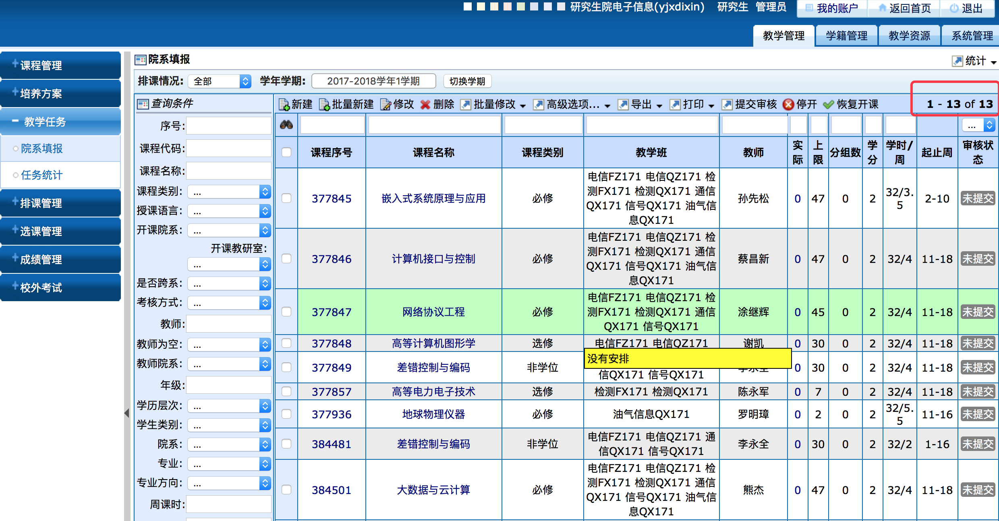 研究生院电子信息(yjxdixin) 研究生 管理员 我的账户 返回首页 退出
教学管理 学籍管理 教学资源 系统管理
课程管理
培养方案
教学任务
院系填报
任务统计
排课管理
选课管理
成绩管理
校外考试
院系填报
统计
排课情况: 全部 学年学期: 2017-2018学年1学期 切换学期
查询条件
序号:
课程代码:
课程名称:
课程类别: ...
授课语言: ...
开课院系: ...
开课教研室:
...
是否跨系: ...
考核方式: ...
教师:
教师为空: ...
教师院系: ...
年级:
学历层次: ...
学生类别: ...
院系: ...
专业: ...
专业方向: ...
周课时:
新建 批量新建 修改 删除 批量修改 高级选项... 导出 打印 提交审核 停开 恢复开课 1 - 13 of 13
...
课程序号 课程名称 课程类别 教学班 教师 实际 上限 分组数 学分 学时/周 起止周 审核状态
377845 嵌入式系统原理与应用 必修 电信FZ171 电信QZ171 检
测FX171 检测QX171 通信
QX171 信号QX171 油气信
息QX171 孙先松 0 47 0 2 32/3.5 2-10 未提交
377846 计算机接口与控制 必修 电信FZ171 电信QZ171 检
测FX171 检测QX171 通信
QX171 信号QX171 油气信
息QX171 蔡昌新 0 47 0 2 32/4 11-18 未提交
377847 网络协议工程 必修 电信FZ171 电信QZ171 检
测FX171 检测QX171 通信
QX171 信号QX171 涂继辉 0 45 0 2 32/4 11-18 未提交
377848 高等计算机图形学 选修 电信FZ171 电信QZ171 谢凯 0 30 0 2 32/4 11-18 未提交
没有安排
377849 差错控制与编码 非学位 信QX171 信号QX171 0 30 0 2 32/4 11-18 未提交
377857 高等电力电子技术 选修 检测FX171 检测QX171 陈永军 0 7 0 2 32/4 11-18 未提交
377936 地球物理仪器 必修 油气信息QX171 罗明璋 0 2 0 2 32/5.5 11-16 未提交
384481 差错控制与编码 非学位 电信FZ171 电信QZ171 通
信QX171 信号QX171 李永全 0 30 0 2 32/2 1-16 未提交
384501 大数据与云计算 必修 电信FZ171 电信QZ171 检
测FX171 检测QX171 通信
QX171 信号QX171 油气信
息QX171 熊杰 0 47 0 2 32/4 11-18 未提交